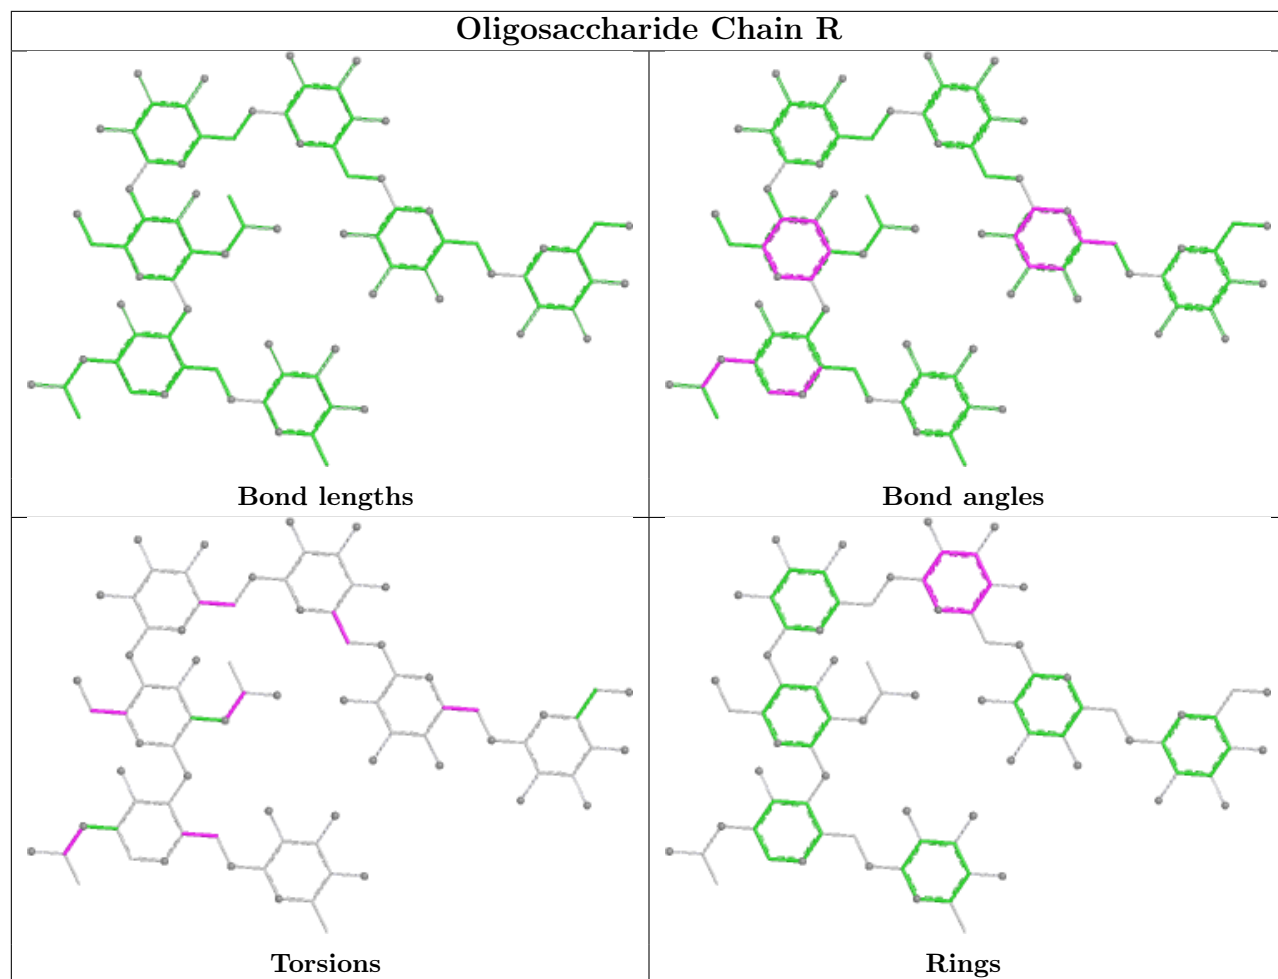 Oligosaccharide Chain R
Bond lengths
Bond angles
Torsions
Rings